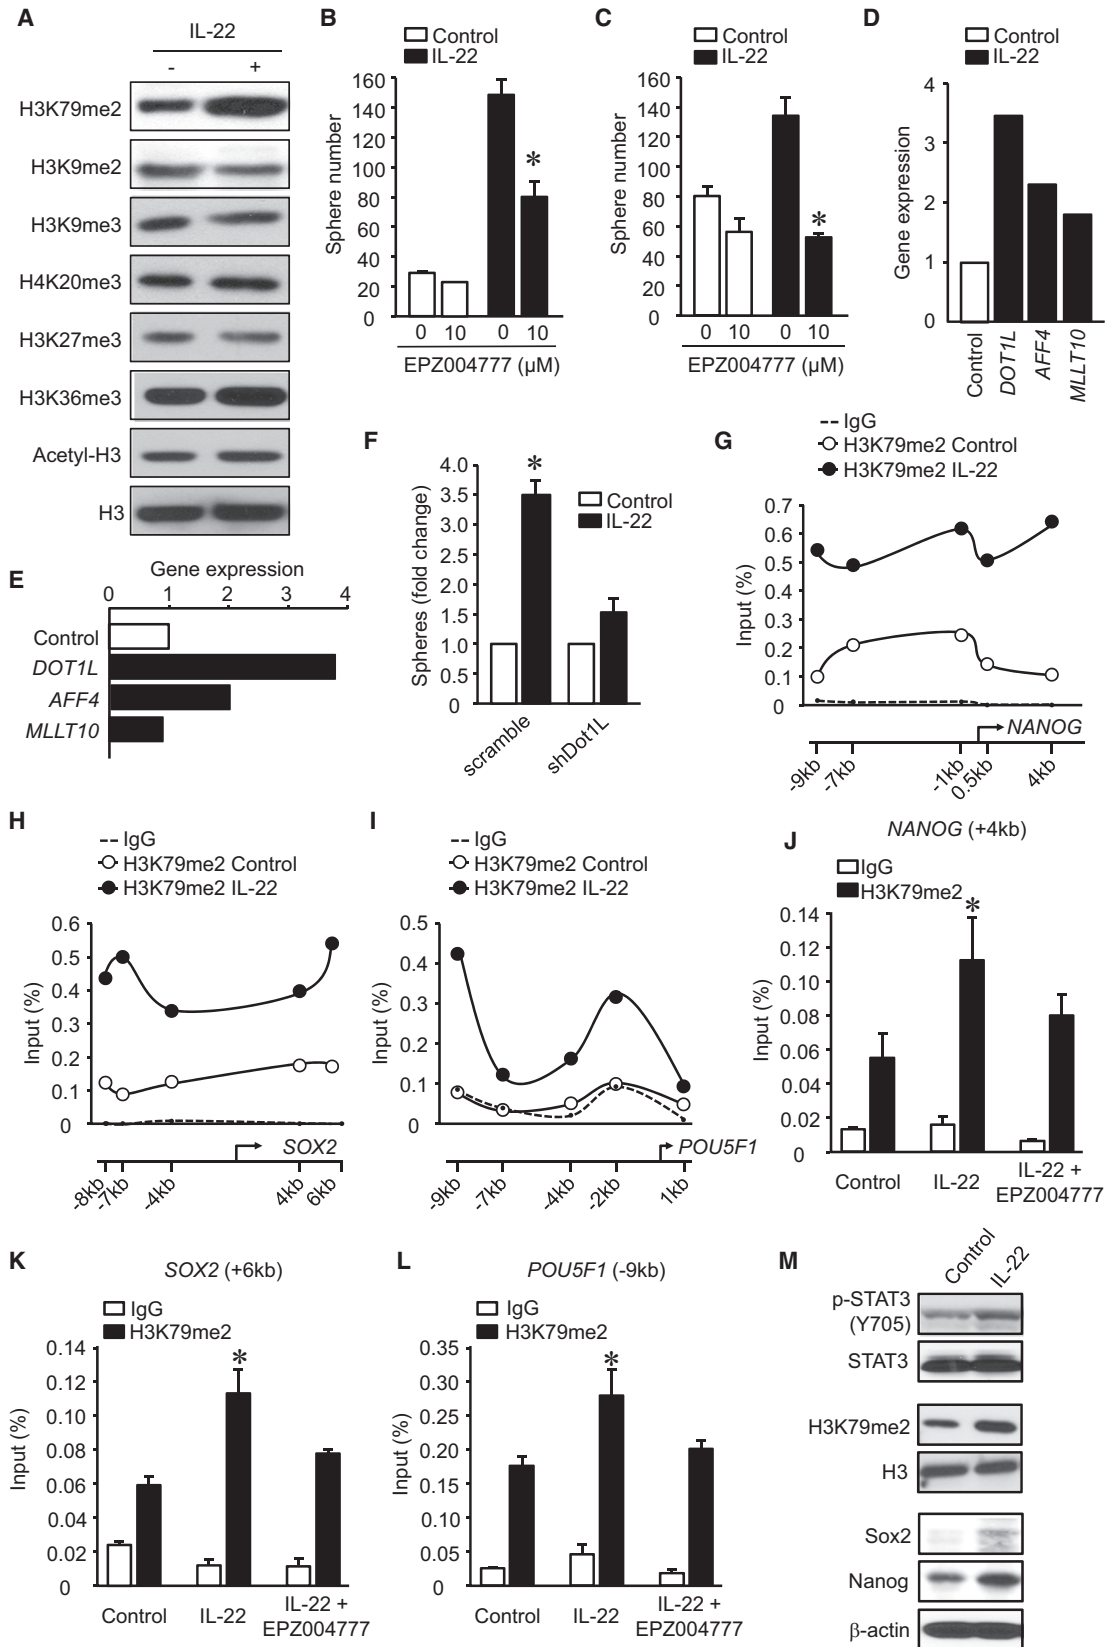 A
IL-22
- +
H3K79me2
H3K9me2
H3K9me3
H4K20me3
H3K27me3
H3K36me3
Acetyl-H3
H3
B
Control
IL-22
Sphere number
160
140
120
100
80
60
40
20
0
*
0 10 0 10
EPZ004777 (µM)
C
Control
IL-22
Sphere number
160
140
120
100
80
60
40
20
0
*
0 10 0 10
EPZ004777 (µM)
D
Control
IL-22
Gene expression
4
3
2
1
0
Control
DOT1L
AFF4
MLLT10
E
Gene expression
0 1 2 3 4
Control
DOT1L
AFF4
MLLT10
F
Control
IL-22
Spheres (fold change)
4.0
3.5
3.0
2.5
2.0
1.5
1.0
0.5
0
*
scramble
shDot1L
G
IgG
H3K79me2 Control
H3K79me2 IL-22
Input (%)
0.7
0.6
0.5
0.4
0.3
0.2
0.1
0
NANOG
-9kb -7kb -1kb 0.5kb 4kb
H
IgG
H3K79me2 Control
H3K79me2 IL-22
Input (%)
0.6
0.5
0.4
0.3
0.2
0.1
0
SOX2
-8kb -7kb -4kb 4kb 6kb
I
IgG
H3K79me2 Control
H3K79me2 IL-22
Input (%)
0.5
0.4
0.3
0.2
0.1
0
POU5F1
-9kb -7kb -4kb -2kb 1kb
J
NANOG (+4kb)
IgG
H3K79me2
*
Input (%)
0.14
0.12
0.10
0.08
0.06
0.04
0.02
0
Control IL-22 IL-22 +
EPZ004777
K
SOX2 (+6kb)
IgG
H3K79me2
*
Input (%)
0.14
0.12
0.10
0.08
0.06
0.04
0.02
0
Control IL-22 IL-22 +
EPZ004777
L
POU5F1 (-9kb)
IgG
H3K79me2
*
Input (%)
0.35
0.30
0.25
0.20
0.15
0.10
0.05
0
Control IL-22 IL-22 +
EPZ004777
M
Control IL-22
p-STAT3
(Y705)
STAT3
H3K79me2
H3
Sox2
Nanog
β-actin